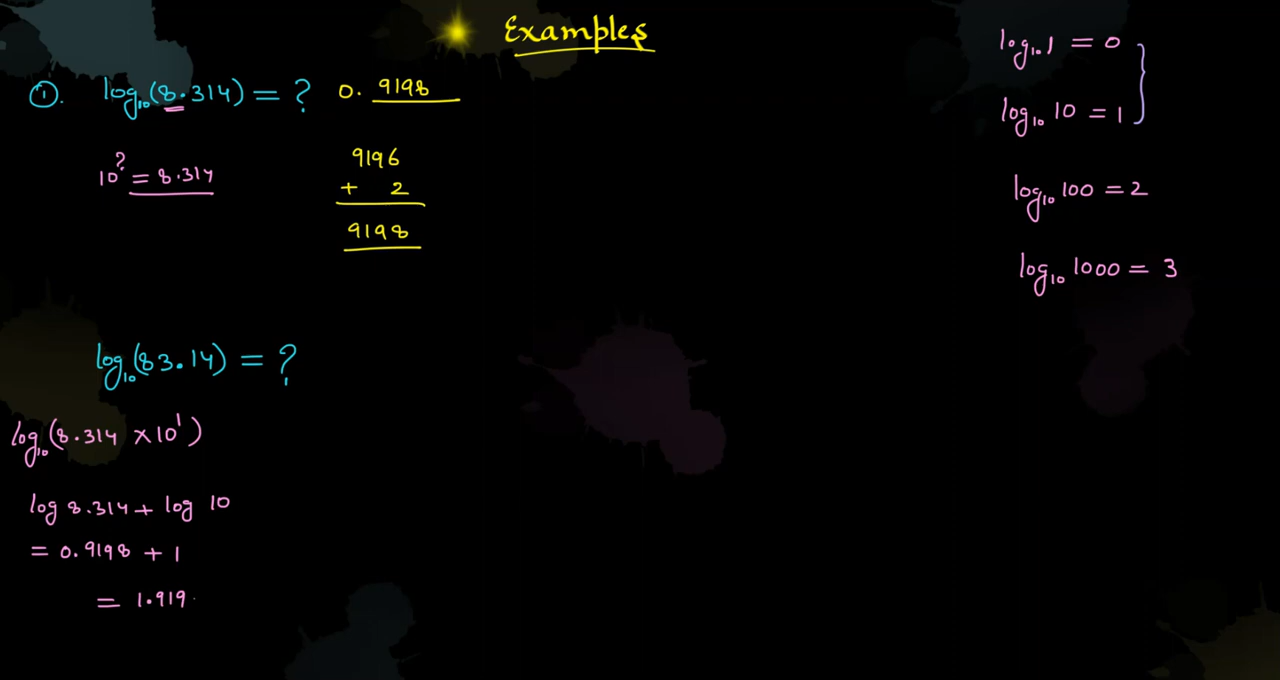 Examples
①. log₁₀(8.314) = ? 0. 9198
10^? = 8.314
9196
+ 2
9198
log₁₀(83.14) = ?
log₁₀(8.314 × 10¹)
log 8.314 + log 10
= 0.9198 + 1
= 1.919
log₁₀ 1 = 0
log₁₀ 10 = 1
log₁₀ 100 = 2
log₁₀ 1000 = 3